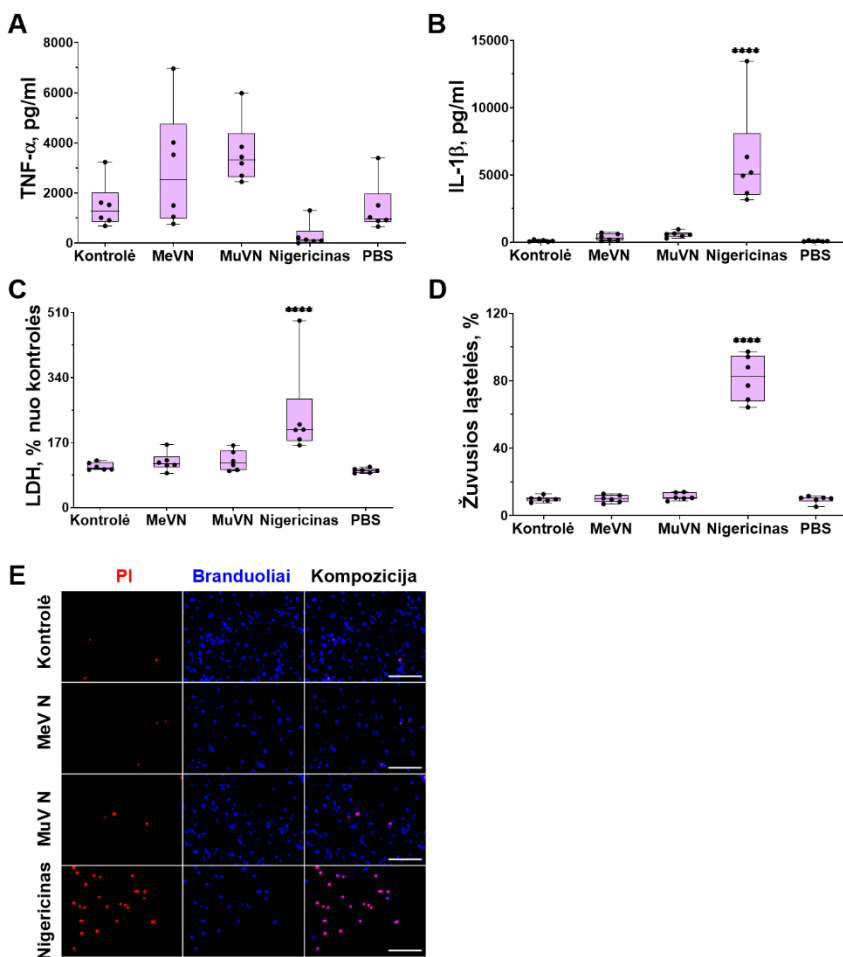 A
TNF-α, pg/ml
8000
6000
4000
2000
0
Kontrolė MeVN MuVN Nigericinas PBS
B
IL-1β, pg/ml
15000
10000
5000
0
****
Kontrolė MeVN MuVN Nigericinas PBS
C
LDH, % nuo kontrolės
510
340
170
0
****
Kontrolė MeVN MuVN Nigericinas PBS
D
Žuvusios ląstelės, %
120
80
40
0
****
Kontrolė MeVN MuVN Nigericinas PBS
E
PI Branduoliai Kompozicija
Kontrolė
MeV N
MuV N
Nigericinas